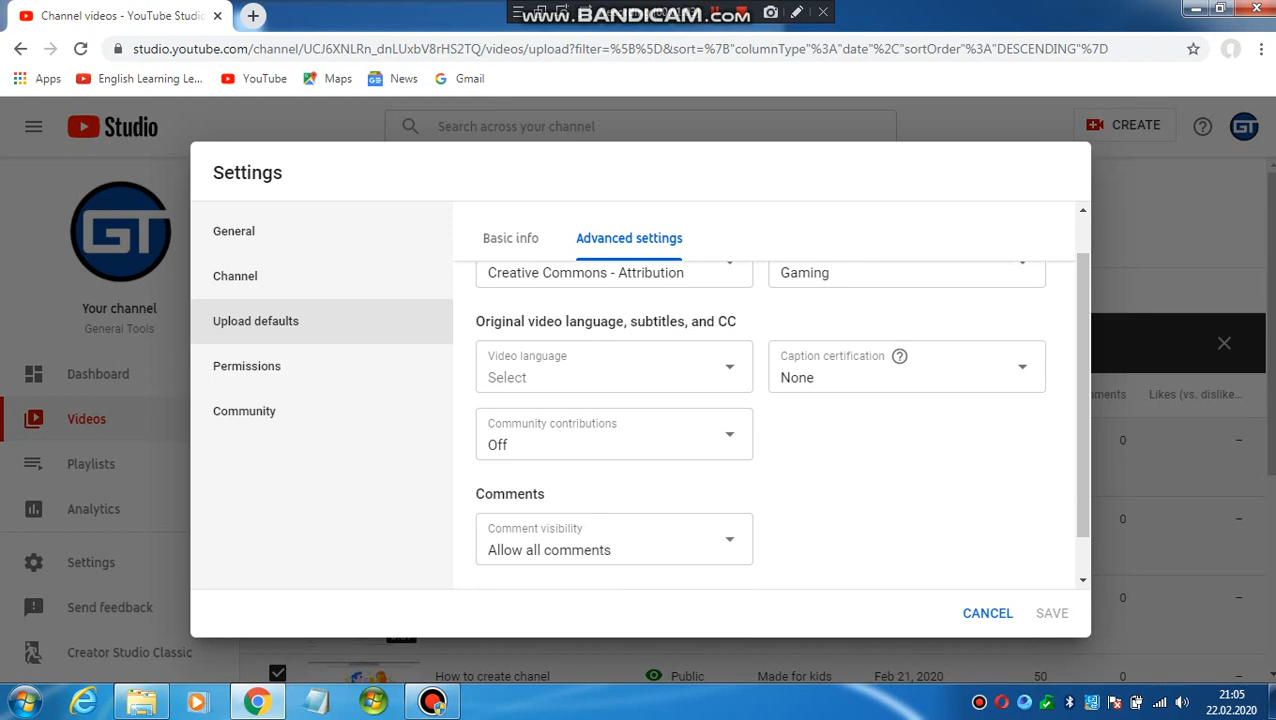 Channel videos - YouTube Studio
www.BANDICAM.com
studio.youtube.com/channel/UCJ6XNLRn_dnLUxbV8rHS2TQ/videos/upload?filter=%5B%5D&sort=%7B"columnType"%3A"date"%2C"sortOrder"%3A"DESCENDING"%7D
Apps English Learning Le... YouTube Maps News Gmail
Studio
Search across your channel
CREATE
GT
Settings
GT
Your channel
General Tools
Dashboard
Videos
Playlists
Analytics
Settings
Send feedback
Creator Studio Classic
General
Channel
Upload defaults
Permissions
Community
Basic info Advanced settings
Creative Commons - Attribution Gaming
Original video language, subtitles, and CC
Video language
Select
Caption certification
None
Community contributions
Off
Comments
Comment visibility
Allow all comments
CANCEL SAVE
Likes (vs. dislike...
0 –
0 –
0 –
How to create chanel Public Made for kids Feb 21, 2020 50 0 –
21:05
22.02.2020